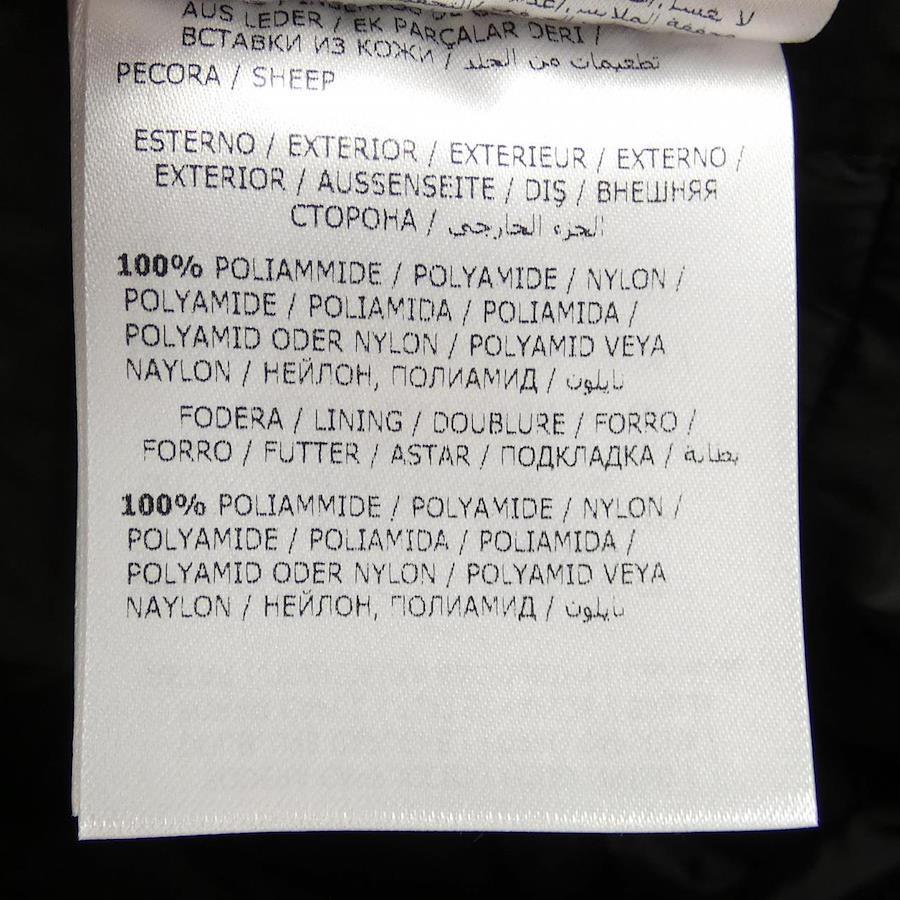 AUS LEDER / EK PARÇALAR DERI /
ВСТАВКИ ИЗ КОЖИ / تطعيمات من الجلد
PECORA / SHEEP
ESTERNO / EXTERIOR / EXTERIEUR / EXTERNO /
EXTERIOR / AUSSENSEITE / DIŞ / ВНЕШНЯЯ
СТОРОНА / الجزء الخارجي
100% POLIAMMIDE / POLYAMIDE / NYLON /
POLYAMIDE / POLIAMIDA / POLIAMIDA /
POLYAMID ODER NYLON / POLYAMID VEYA
NAYLON / НЕЙЛОН, ПОЛИАМИД / نايلون
FODERA / LINING / DOUBLURE / FORRO /
FORRO / FUTTER / ASTAR / ПОДКЛАДКА / بطانة
100% POLIAMMIDE / POLYAMIDE / NYLON /
POLYAMIDE / POLIAMIDA / POLIAMIDA /
POLYAMID ODER NYLON / POLYAMID VEYA
NAYLON / НЕЙЛОН, ПОЛИАМИД / نايلون